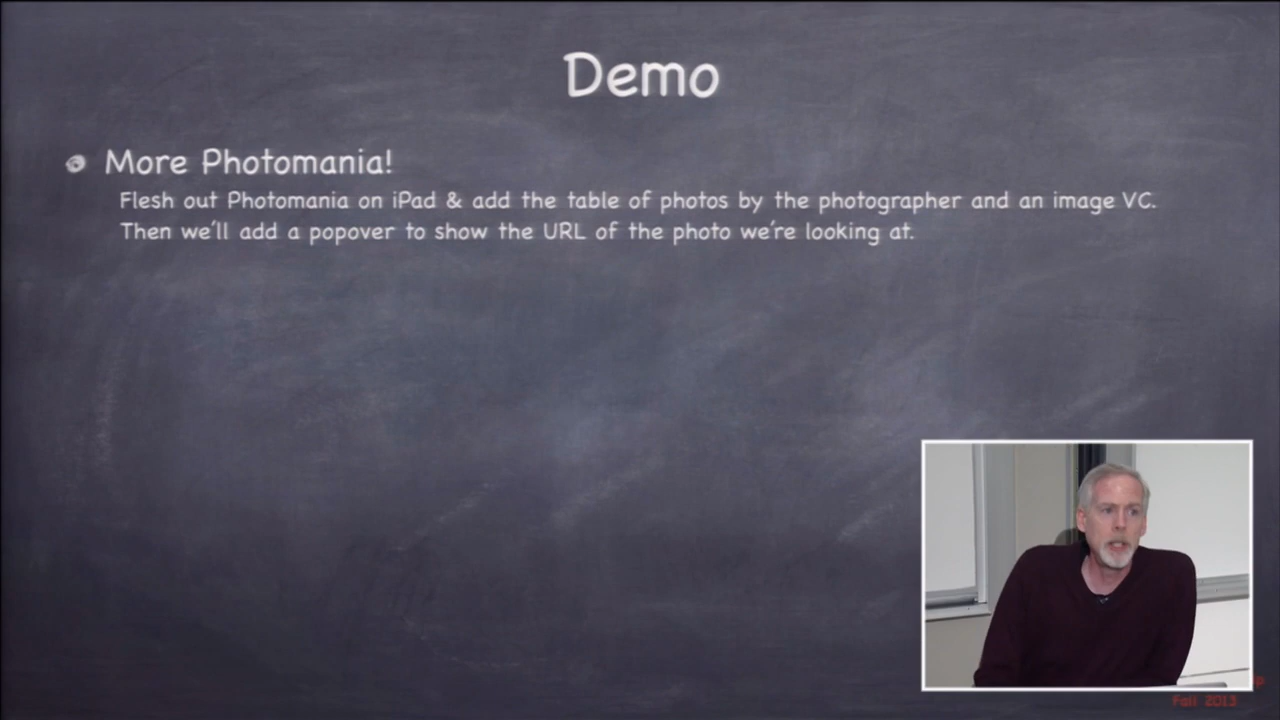 Demo
More Photomania!
Flesh out Photomania on iPad & add the table of photos by the photographer and an image VC.
Then we'll add a popover to show the URL of the photo we're looking at.
Fall 2013